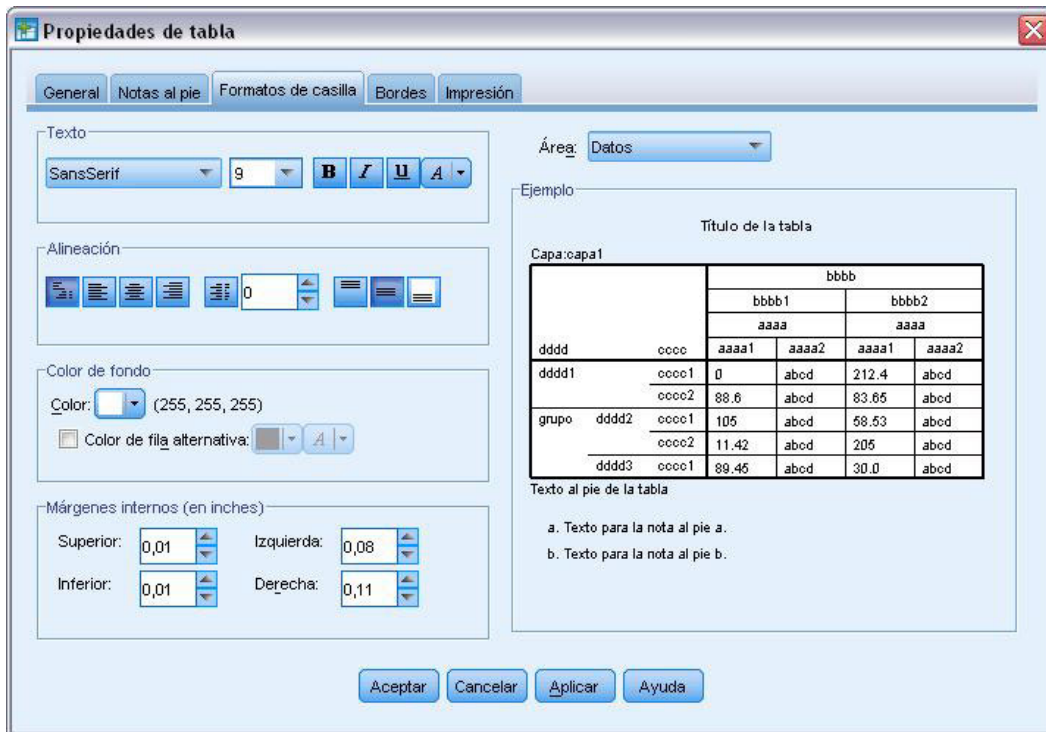 Propiedades de tabla
General Notas al pie Formatos de casilla Bordes Impresión
Texto
SansSerif 9 B I U A
Alineación
0
Color de fondo
Color: (255, 255, 255)
Color de fila alternativa: A
Márgenes internos (en inches)
Superior: 0,01 Izquierda: 0,08
Inferior: 0,01 Derecha: 0,11
Área: Datos
Ejemplo
Título de la tabla
Capa:capa1
bbbb
bbbb1 bbbb2
aaaa aaaa
dddd cccc aaaa1 aaaa2 aaaa1 aaaa2
dddd1 cccc1 0 abcd 212.4 abcd
cccc2 88.6 abcd 83.65 abcd
grupo dddd2 cccc1 105 abcd 58.53 abcd
cccc2 11.42 abcd 205 abcd
dddd3 cccc1 89.45 abcd 30.0 abcd
Texto al pie de la tabla
a. Texto para la nota al pie a.
b. Texto para la nota al pie b.
Aceptar Cancelar Aplicar Ayuda